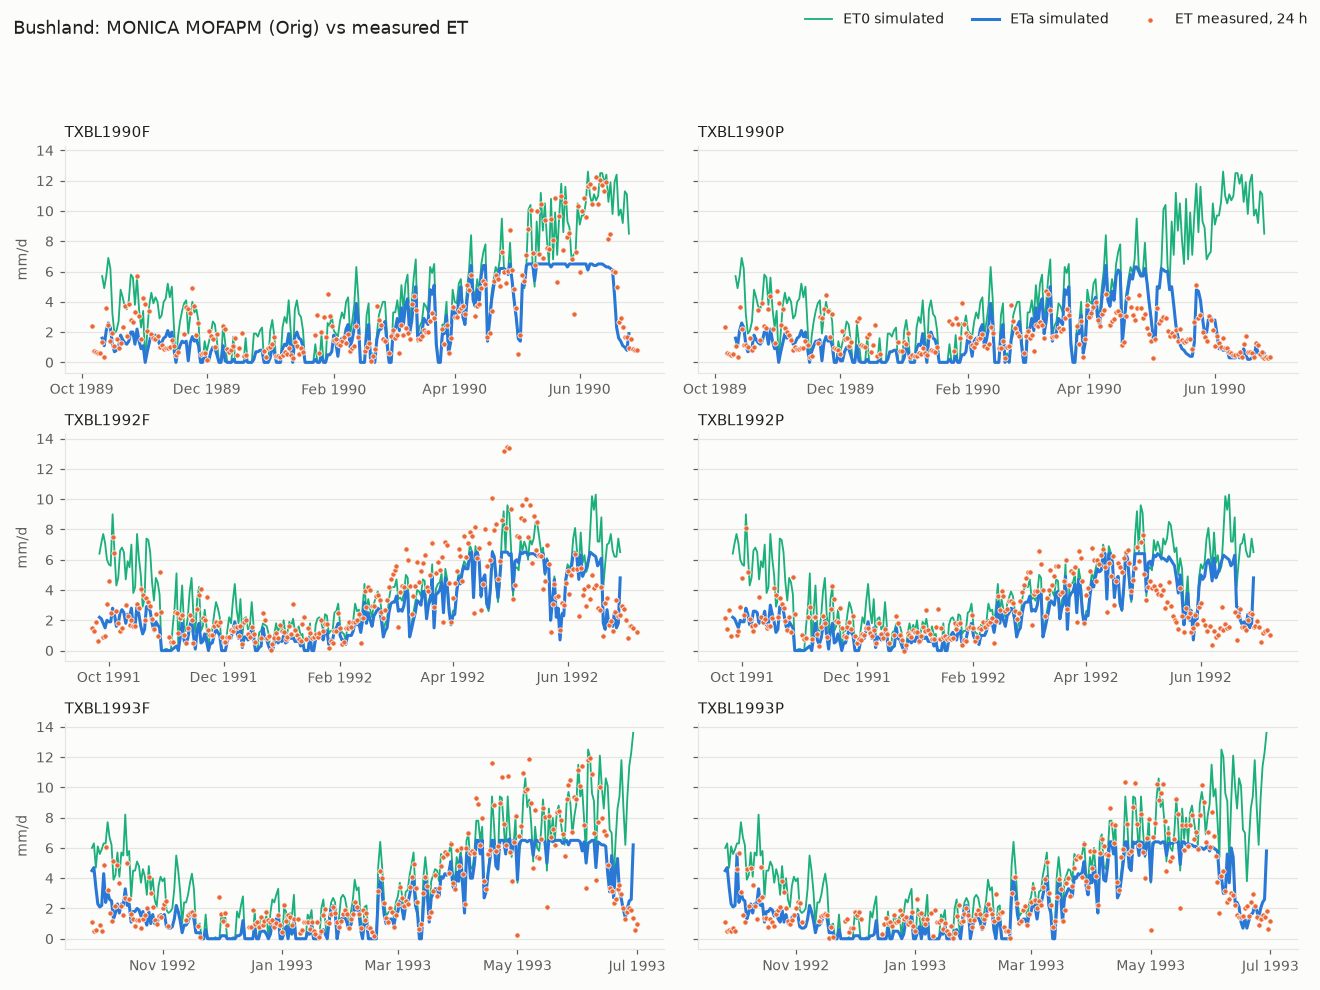 Bushland: MONICA MOFAPM (Orig) vs measured ET
ET0 simulated ETa simulated ET measured, 24 h
TXBL1990F
14
12
10
8
6
4
2
0
mm/d
Oct 1989 Dec 1989 Feb 1990 Apr 1990 Jun 1990
TXBL1990P
Oct 1989 Dec 1989 Feb 1990 Apr 1990 Jun 1990
TXBL1992F
14
12
10
8
6
4
2
0
mm/d
Oct 1991 Dec 1991 Feb 1992 Apr 1992 Jun 1992
TXBL1992P
Oct 1991 Dec 1991 Feb 1992 Apr 1992 Jun 1992
TXBL1993F
14
12
10
8
6
4
2
0
mm/d
Nov 1992 Jan 1993 Mar 1993 May 1993 Jul 1993
TXBL1993P
Nov 1992 Jan 1993 Mar 1993 May 1993 Jul 1993